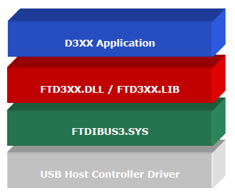 D3XX Application
FTD3XX.DLL / FTD3XX.LIB
FTDIBUS3.SYS
USB Host Controller Driver